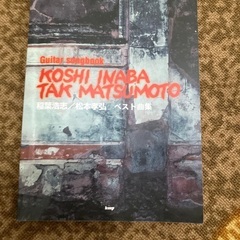 Guitar songbook
KOSHI INABA
TAK MATSUMOTO
稲葉浩志/松本孝弘 ベスト曲集
kmp